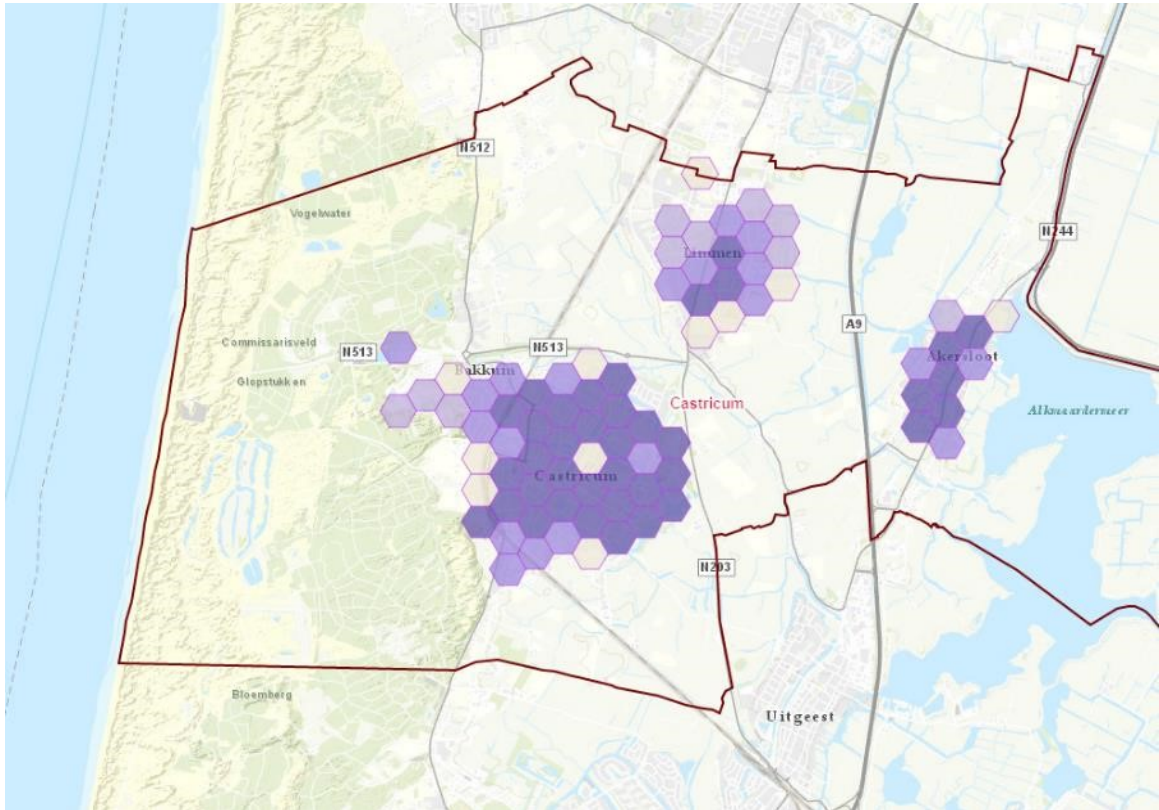 N512
Vogelwater
N244
Limmen
A9
Commissarisveld
N513
N513
Bakkum
Akersloot
Glopstukken
Castricum
Alkmaardermeer
Castricum
N203
Bloemberg
Uitgeest